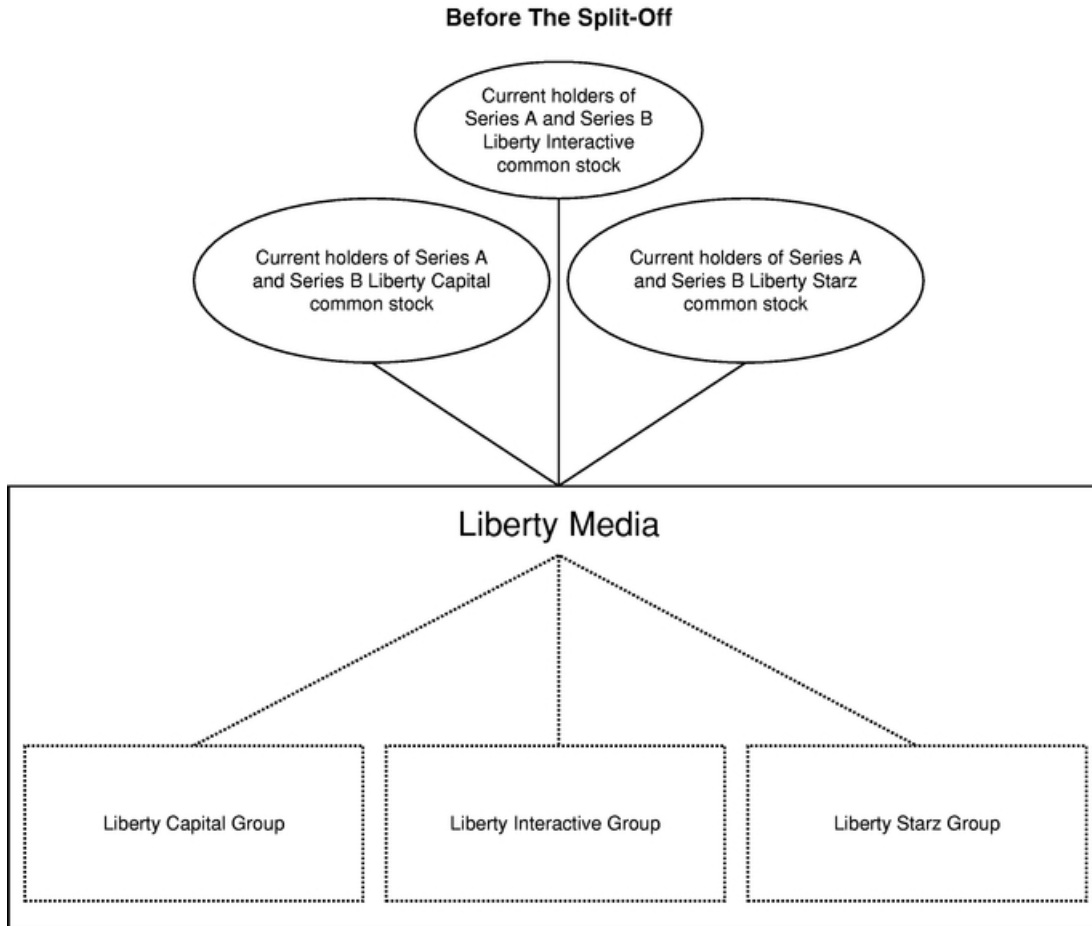 Before The Split-Off
Current holders of
Series A and Series B
Liberty Interactive
common stock
Current holders of Series A
and Series B Liberty Capital
common stock
Current holders of Series A
and Series B Liberty Starz
common stock
Liberty Media
Liberty Capital Group
Liberty Interactive Group
Liberty Starz Group